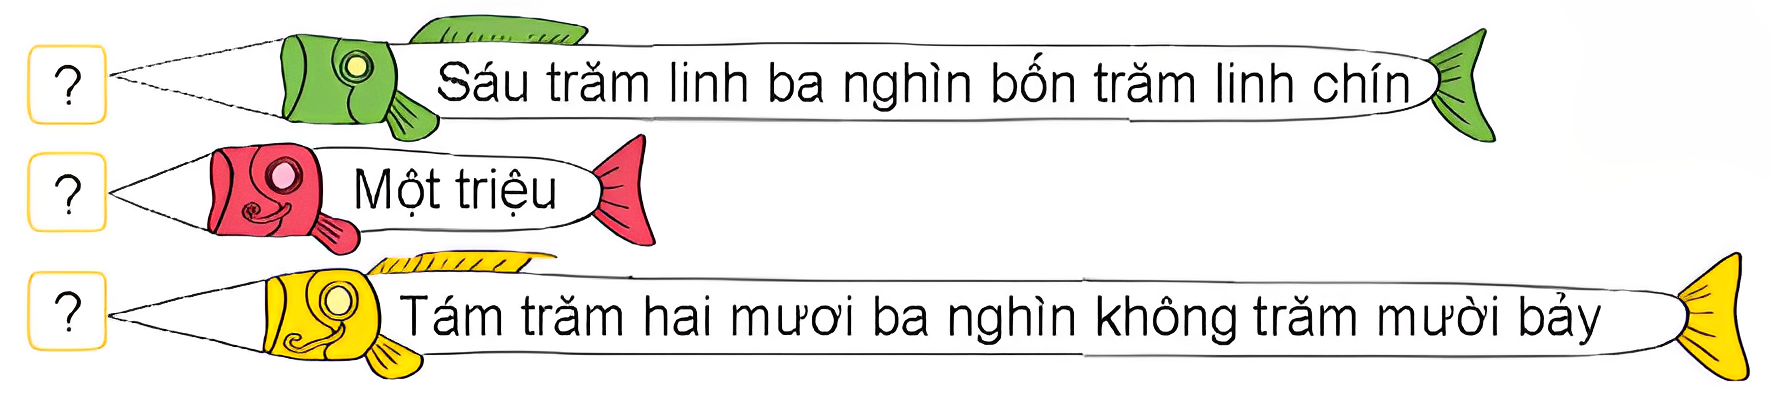 ? Sáu trăm linh ba nghìn bốn trăm linh chín
? Một triệu
? Tám trăm hai mươi ba nghìn không trăm mười bảy